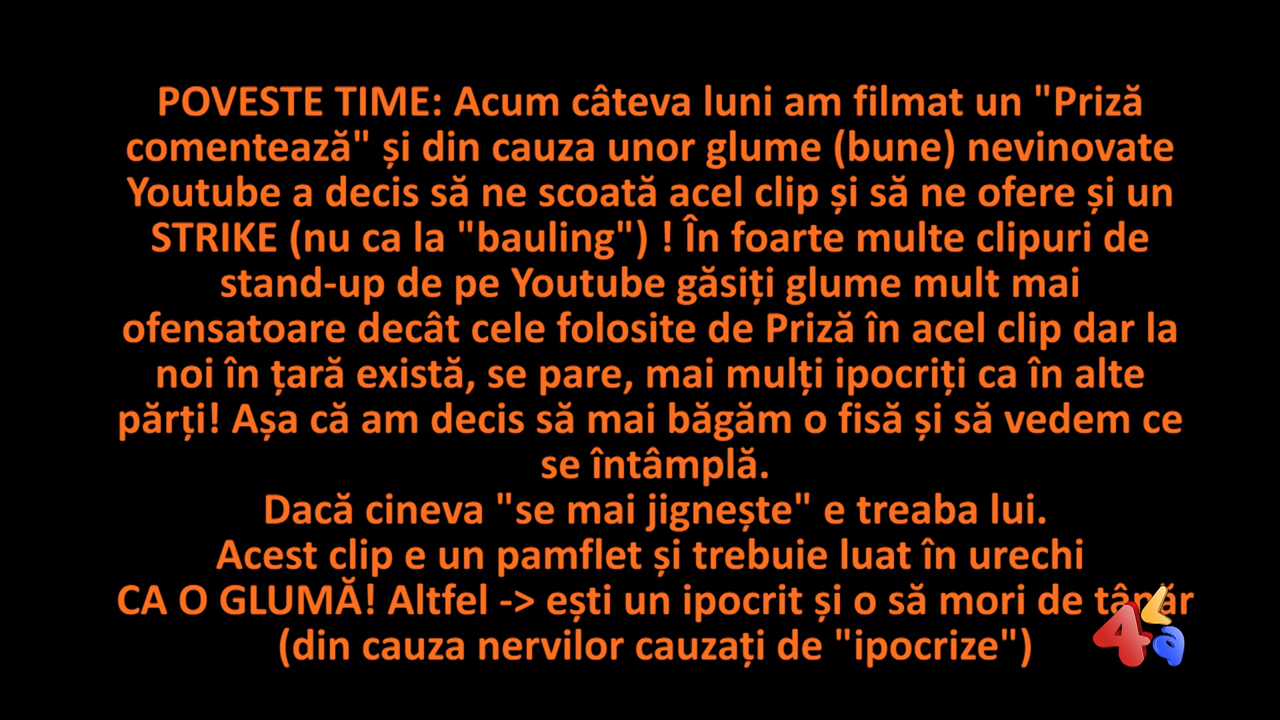 POVESTE TIME: Acum câteva luni am filmat un "Priză
comentează" și din cauza unor glume (bune) nevinovate
Youtube a decis să ne scoată acel clip și să ne ofere și un
STRIKE (nu ca la "bauling") ! În foarte multe clipuri de
stand-up de pe Youtube găsiți glume mult mai
ofensatoare decât cele folosite de Priză în acel clip dar la
noi în țară există, se pare, mai mulți ipocriți ca în alte
părți! Așa că am decis să mai băgăm o fisă și să vedem ce
se întâmplă.
Dacă cineva "se mai jignește" e treaba lui.
Acest clip e un pamflet și trebuie luat în urechi
CA O GLUMĂ! Altfel -> ești un ipocrit și o să mori de tânăr
(din cauza nervilor cauzați de "ipocrize")